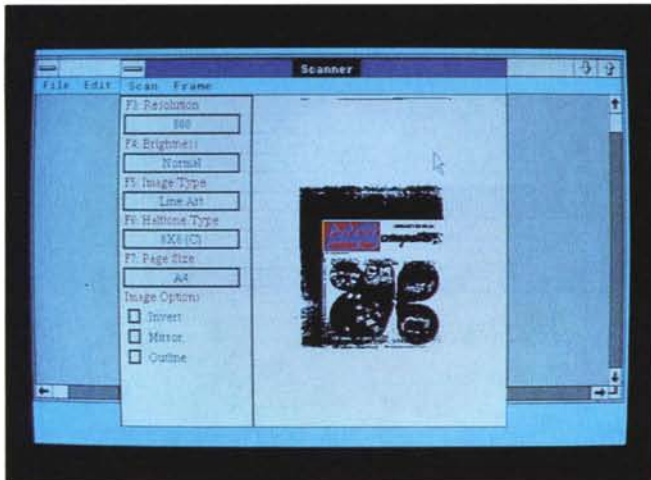 Scanner
File Edit Scan Frame
F3: Resolution
F4: Brightness
Normal
F5: Image Type
Line Art
F6: Halftone Type
8X8 (C)
F7: Page Size
A4
Image Options
Invert
Mirror
Outline